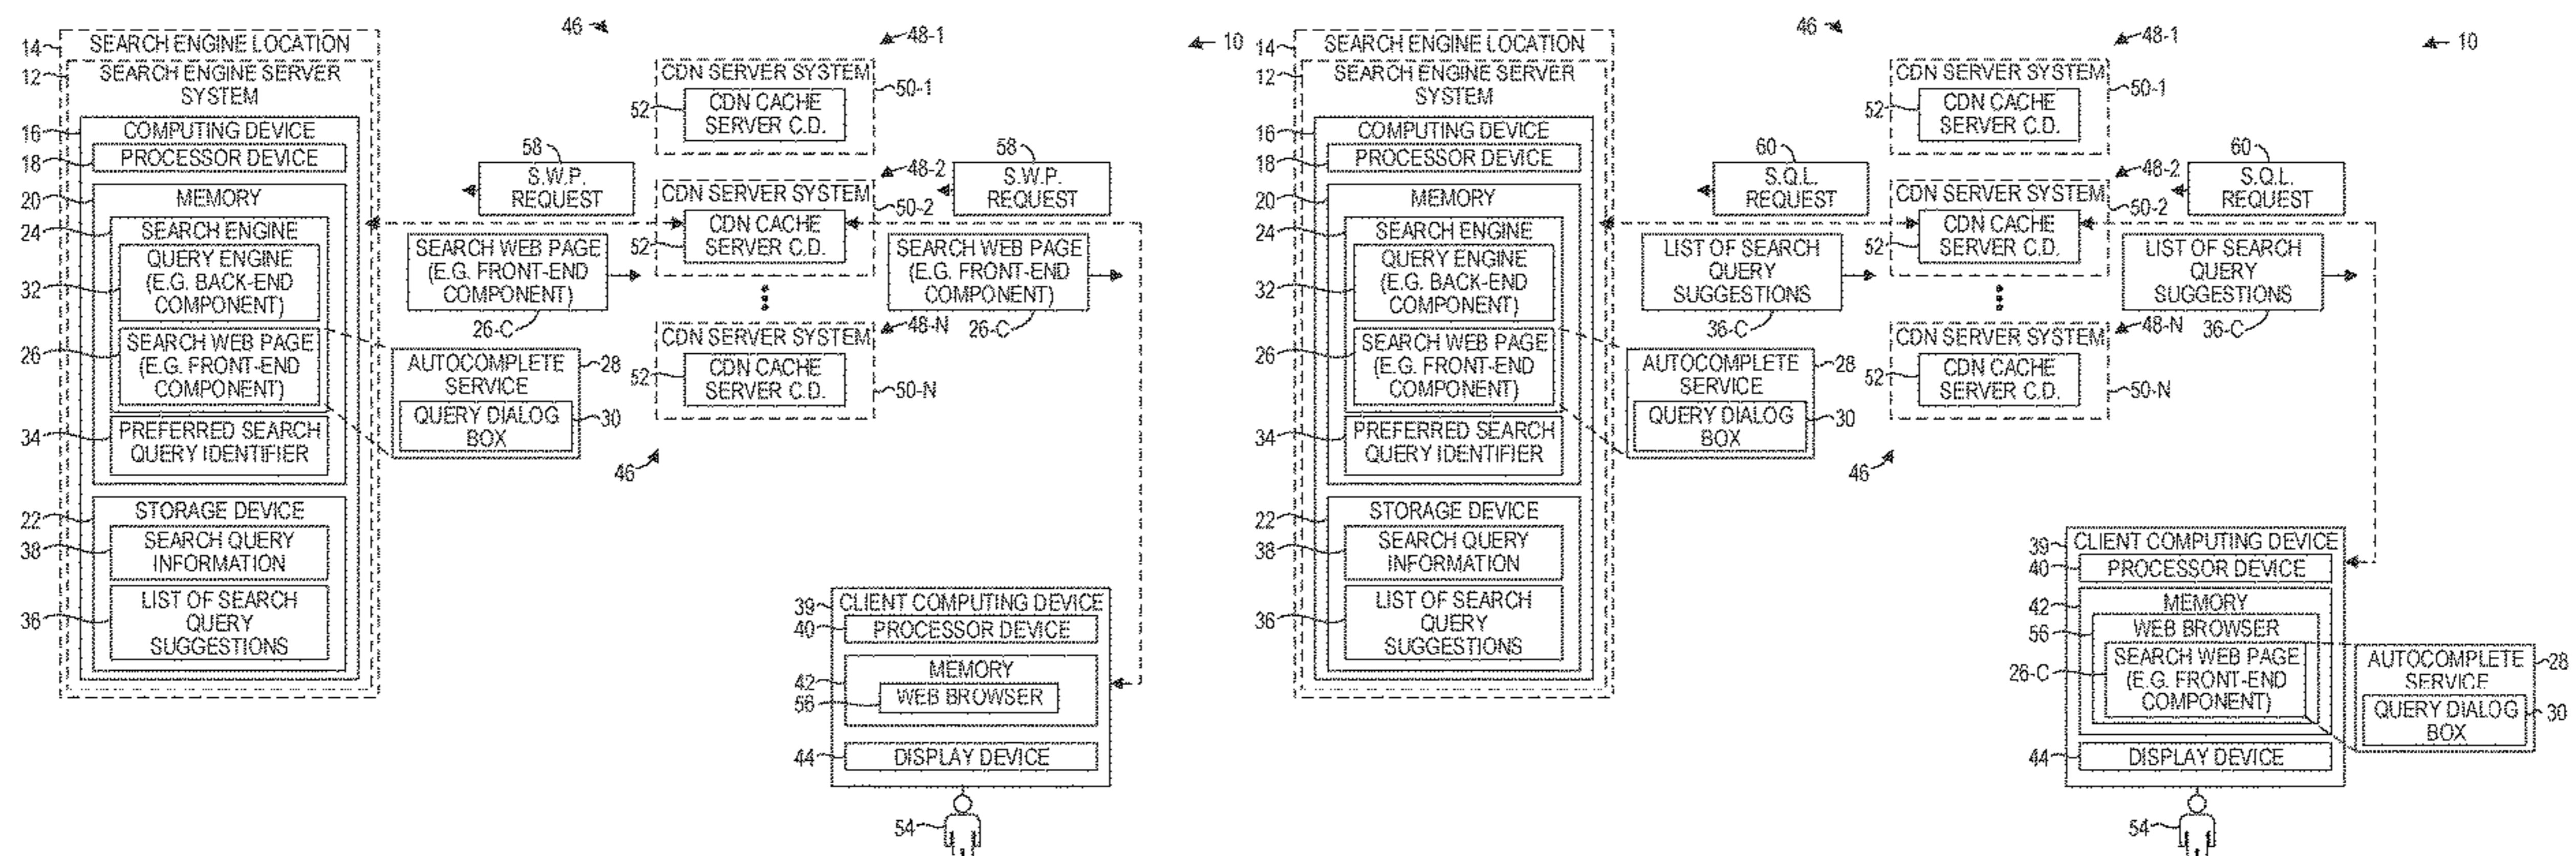 46
48-1
14
SEARCH ENGINE LOCATION
12
SEARCH ENGINE SERVER
SYSTEM
CDN SERVER SYSTEM
50-1
52
CDN CACHE
SERVER C.D.
16
COMPUTING DEVICE
18
PROCESSOR DEVICE
58
S.W.P.
REQUEST
48-2
58
S.W.P.
REQUEST
20
MEMORY
CDN SERVER SYSTEM
50-2
52
CDN CACHE
SERVER C.D.
24
SEARCH ENGINE
32
QUERY ENGINE
(E.G. BACK-END
COMPONENT)
SEARCH WEB PAGE
(E.G. FRONT-END
COMPONENT)
26-C
SEARCH WEB PAGE
(E.G. FRONT-END
COMPONENT)
26-C
48-N
26
SEARCH WEB PAGE
(E.G. FRONT-END
COMPONENT)
CDN SERVER SYSTEM
52
CDN CACHE
SERVER C.D.
50-N
AUTOCOMPLETE
SERVICE
28
QUERY DIALOG
BOX
30
34
PREFERRED SEARCH
QUERY IDENTIFIER
46
22
STORAGE DEVICE
38
SEARCH QUERY
INFORMATION
36
LIST OF SEARCH
QUERY
SUGGESTIONS
39
CLIENT COMPUTING DEVICE
40
PROCESSOR DEVICE
42
MEMORY
56
WEB BROWSER
44
DISPLAY DEVICE
54
10
46
48-1
10
14
SEARCH ENGINE LOCATION
12
SEARCH ENGINE SERVER
SYSTEM
CDN SERVER SYSTEM
50-1
52
CDN CACHE
SERVER C.D.
16
COMPUTING DEVICE
18
PROCESSOR DEVICE
60
S.Q.L.
REQUEST
48-2
60
S.Q.L.
REQUEST
20
MEMORY
CDN SERVER SYSTEM
50-2
52
CDN CACHE
SERVER C.D.
24
SEARCH ENGINE
32
QUERY ENGINE
(E.G. BACK-END
COMPONENT)
LIST OF SEARCH
QUERY
SUGGESTIONS
36-C
LIST OF SEARCH
QUERY
SUGGESTIONS
36-C
48-N
26
SEARCH WEB PAGE
(E.G. FRONT-END
COMPONENT)
CDN SERVER SYSTEM
52
CDN CACHE
SERVER C.D.
50-N
AUTOCOMPLETE
SERVICE
28
QUERY DIALOG
BOX
30
34
PREFERRED SEARCH
QUERY IDENTIFIER
46
22
STORAGE DEVICE
38
SEARCH QUERY
INFORMATION
36
LIST OF SEARCH
QUERY
SUGGESTIONS
39
CLIENT COMPUTING DEVICE
40
PROCESSOR DEVICE
42
MEMORY
56
WEB BROWSER
26-C
SEARCH WEB PAGE
(E.G. FRONT-END
COMPONENT)
AUTOCOMPLETE
SERVICE
28
QUERY DIALOG
BOX
30
44
DISPLAY DEVICE
54